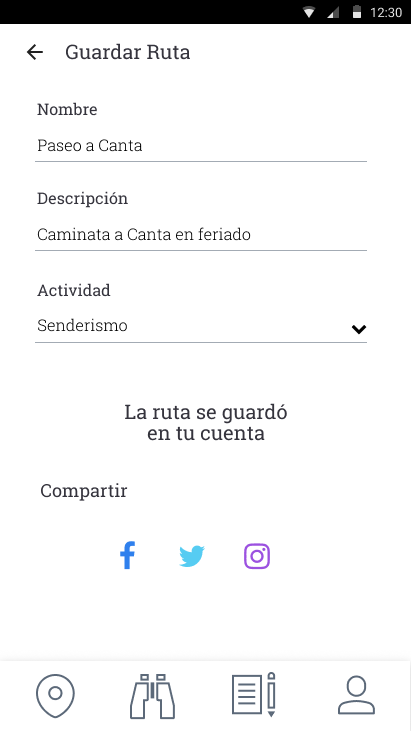 12:30
Guardar Ruta
Nombre
Paseo a Canta
Descripción
Caminata a Canta en feriado
Actividad
Senderismo
La ruta se guardó
en tu cuenta
Compartir